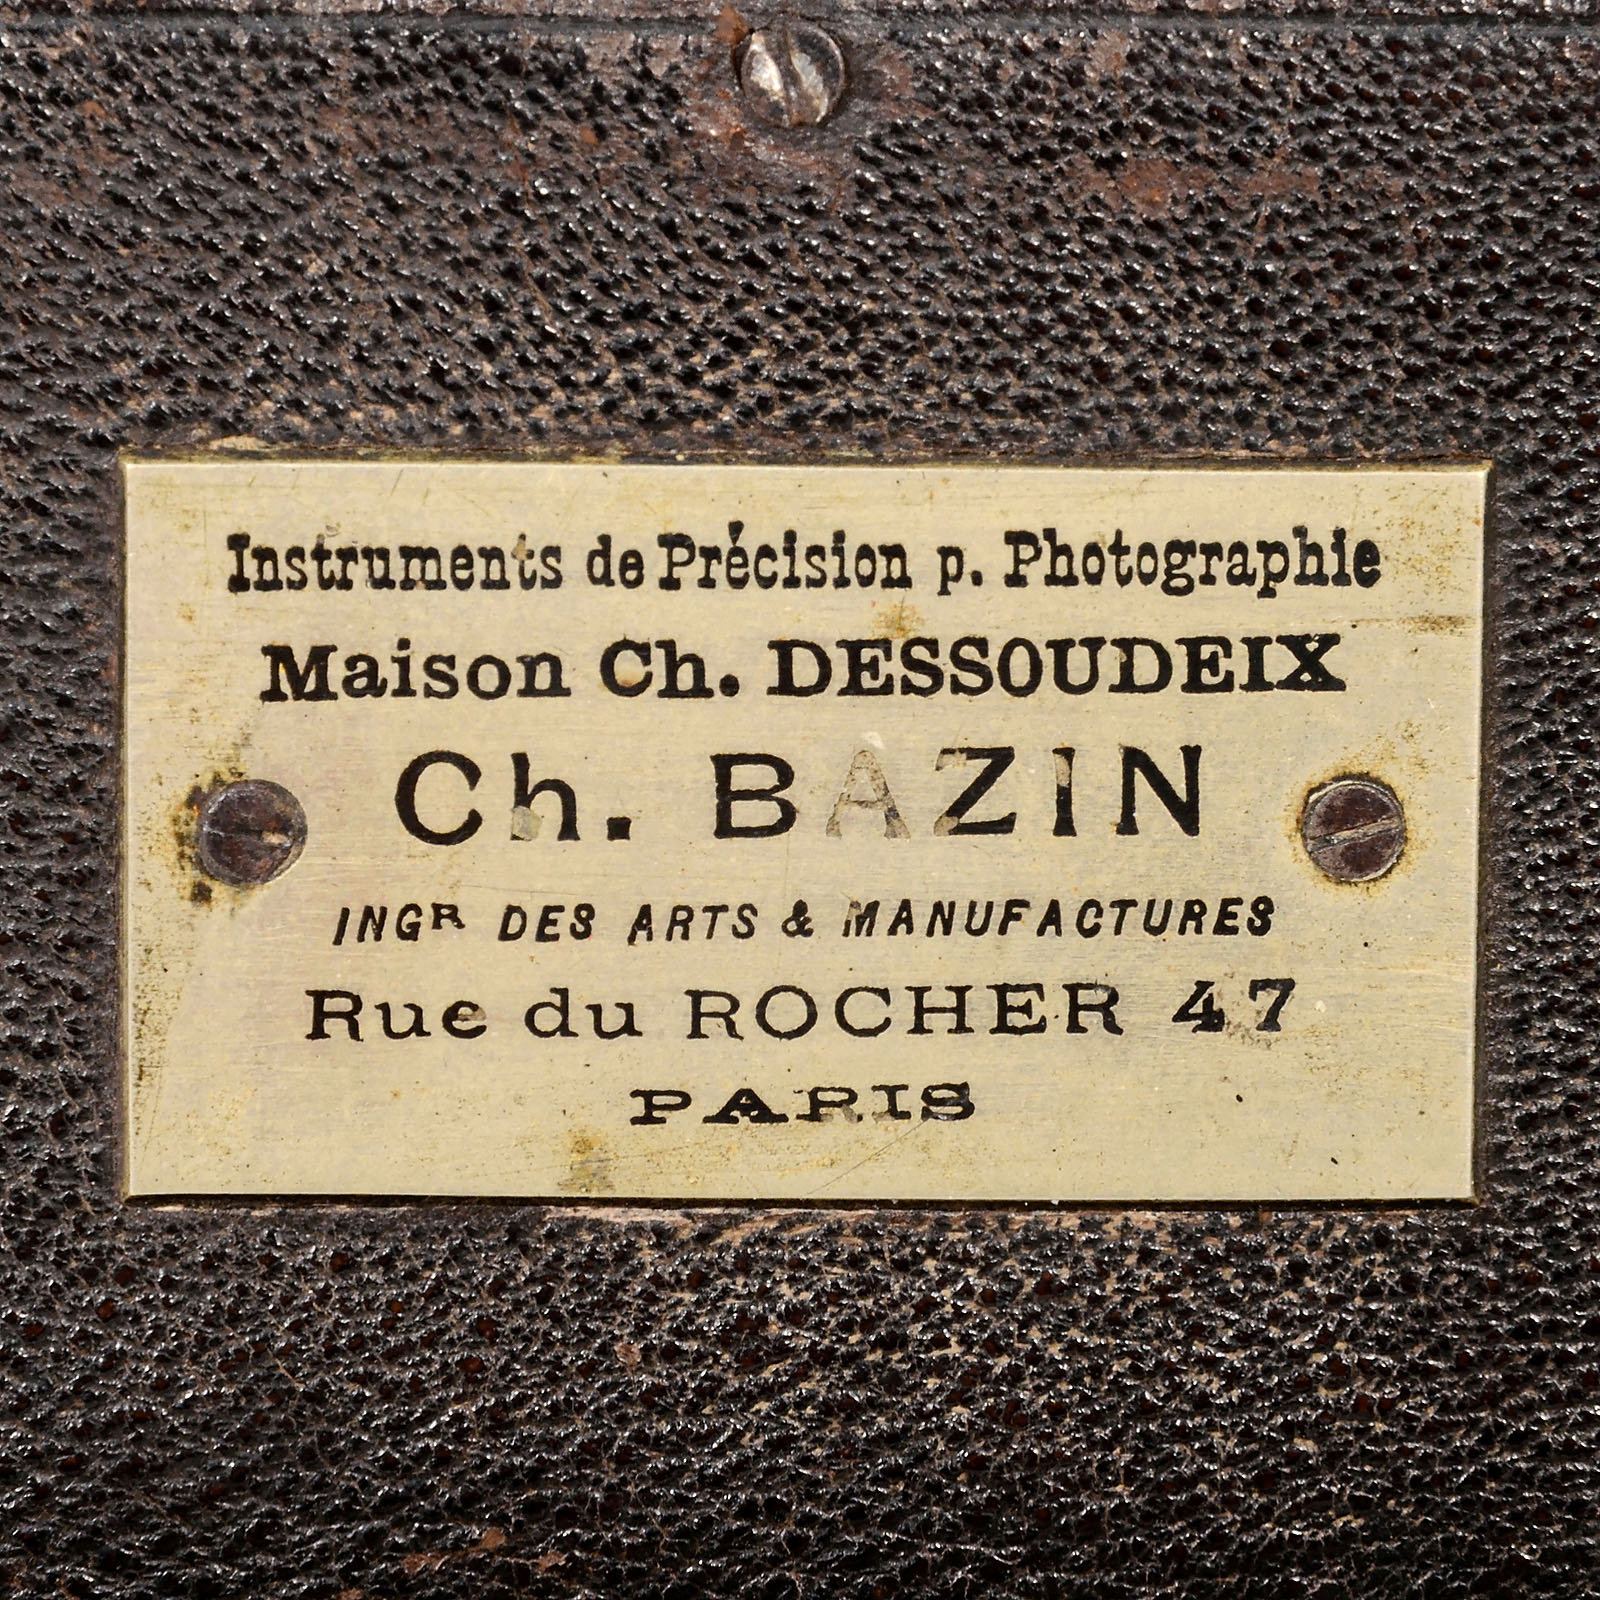 Instruments de Précision p. Photographie
Maison Ch. DESSOUDEIX
Ch. BAZIN
INGR DES ARTS & MANUFACTURES
Rue du ROCHER 47
PARIS